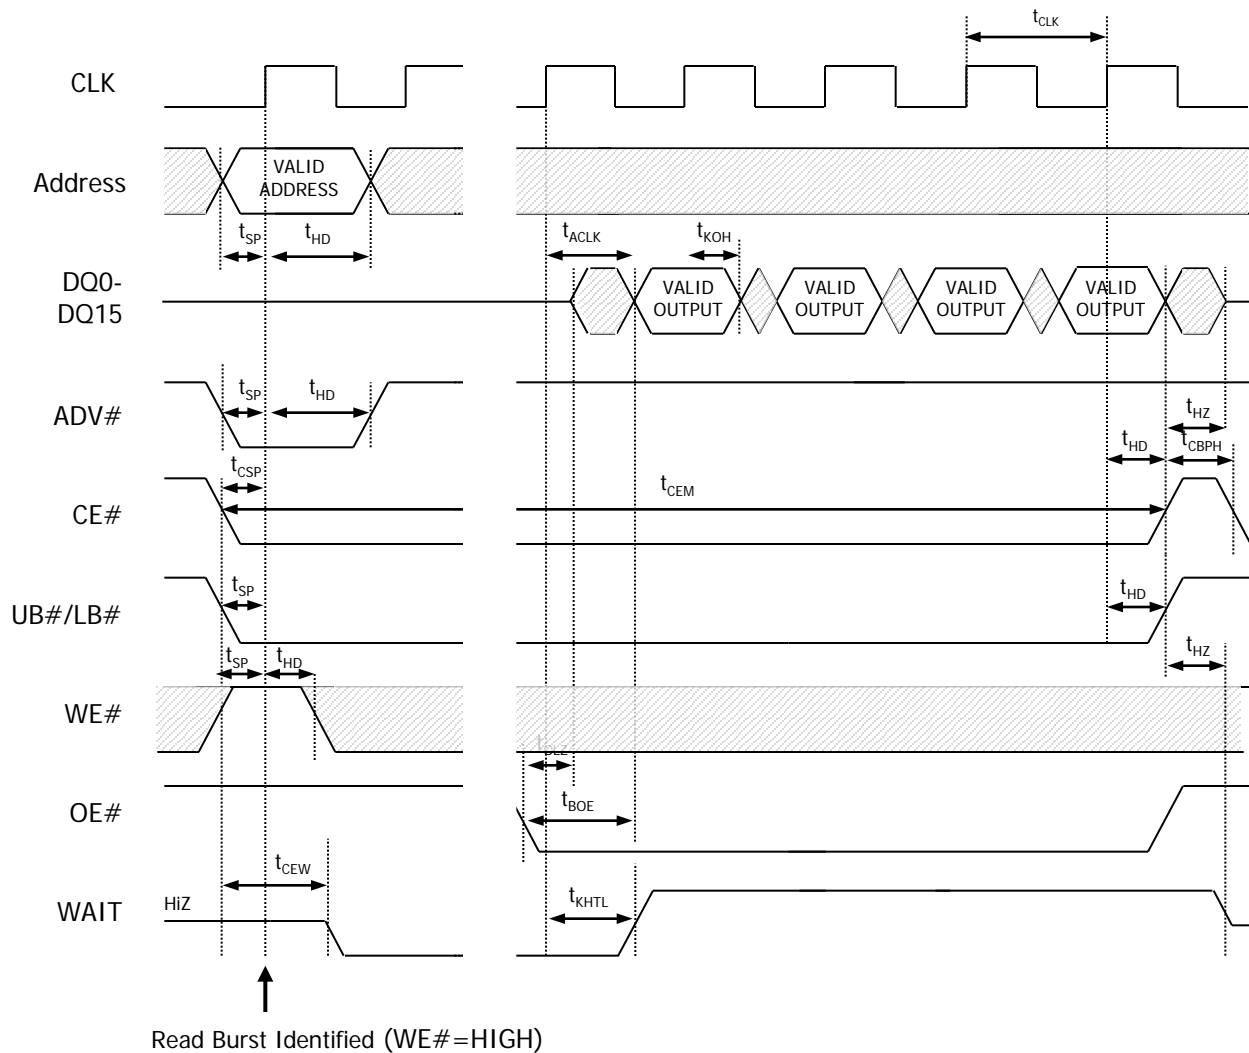 tCLK
CLK
Address
VALID
ADDRESS
tSP
tHD
tACLK
tKOH
DQ0-
DQ15
VALID
OUTPUT
VALID
OUTPUT
VALID
OUTPUT
VALID
OUTPUT
ADV#
tSP
tHD
tHZ
tHD
tCBPH
tCSP
tCEM
CE#
UB#/LB#
tSP
tHD
tSP
tHD
tHZ
WE#
OE#
tBOE
tCEW
WAIT
HiZ
tKHTL
Read Burst Identified (WE#=HIGH)